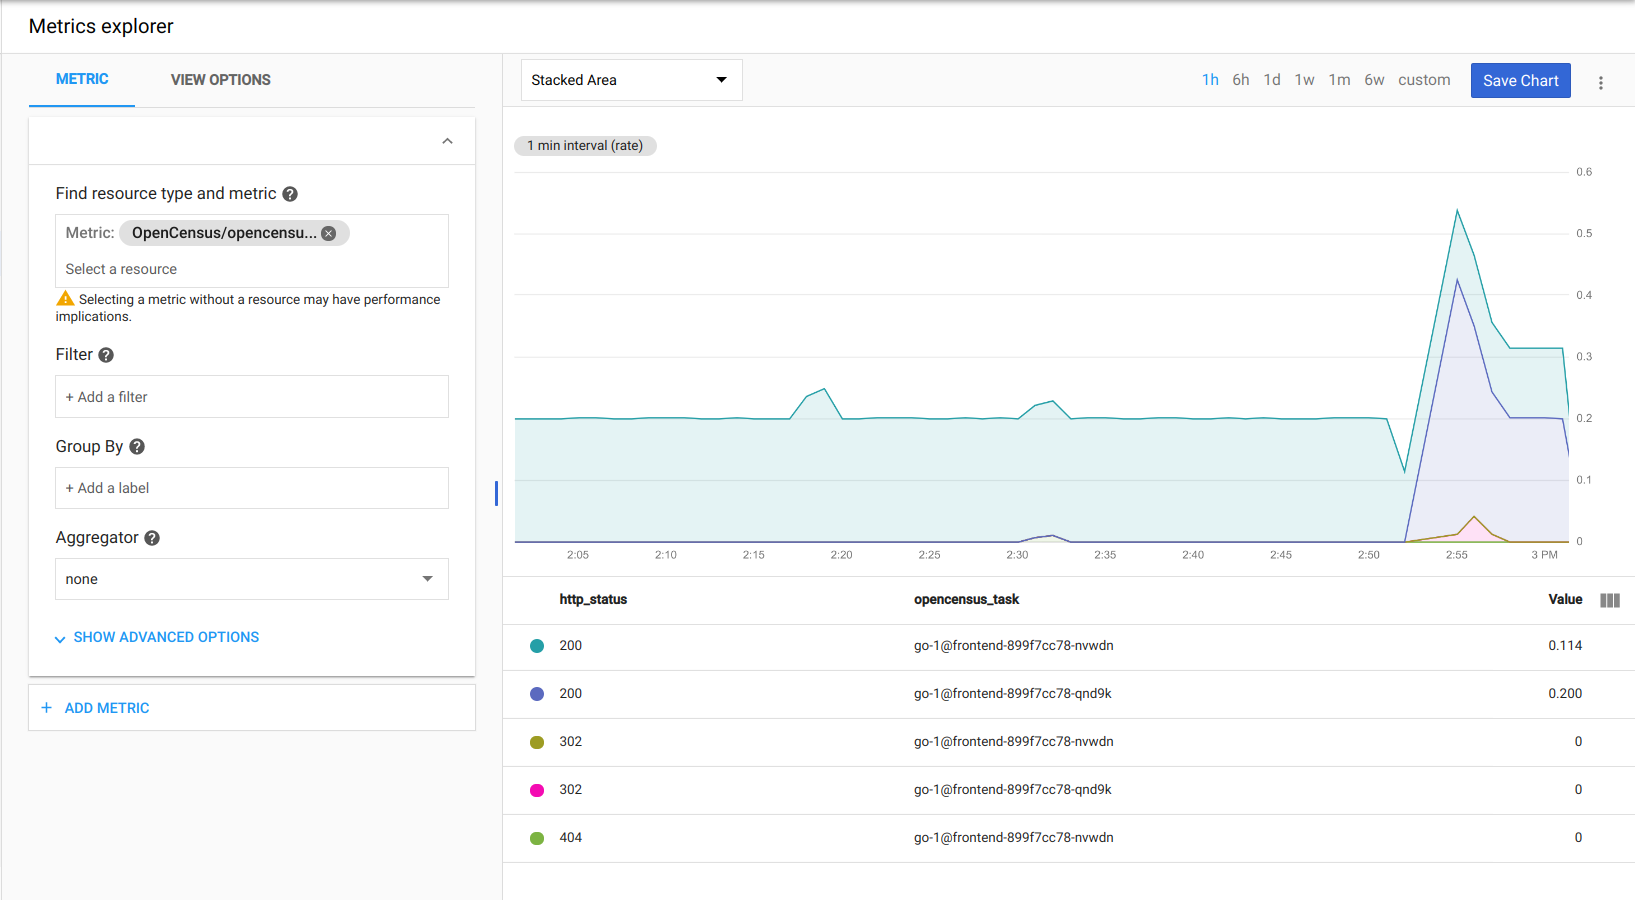 Metrics explorer
METRIC
VIEW OPTIONS
Find resource type and metric ?
Metric: OpenCensus/opencensu...
Select a resource
Selecting a metric without a resource may have performance
implications.
Filter ?
+ Add a filter
Group By ?
+ Add a label
Aggregator ?
none
SHOW ADVANCED OPTIONS
+ ADD METRIC
Stacked Area
1h 6h 1d 1w 1m 6w custom
Save Chart
1 min interval (rate)
0.6
0.5
0.4
0.3
0.2
0.1
0
2:05 2:10 2:15 2:20 2:25 2:30 2:35 2:40 2:45 2:50 2:55 3 PM
http_status opencensus_task Value
200 go-1@frontend-899f7cc78-nvwdn 0.114
200 go-1@frontend-899f7cc78-qnd9k 0.200
302 go-1@frontend-899f7cc78-nvwdn 0
302 go-1@frontend-899f7cc78-qnd9k 0
404 go-1@frontend-899f7cc78-nvwdn 0